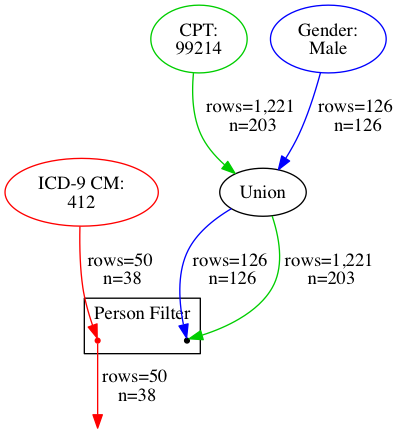 CPT:
99214
Gender:
Male
rows=1,221
n=203
rows=126
n=126
ICD-9 CM:
412
Union
rows=50
n=38
rows=126
n=126
rows=1,221
n=203
Person Filter
rows=50
n=38